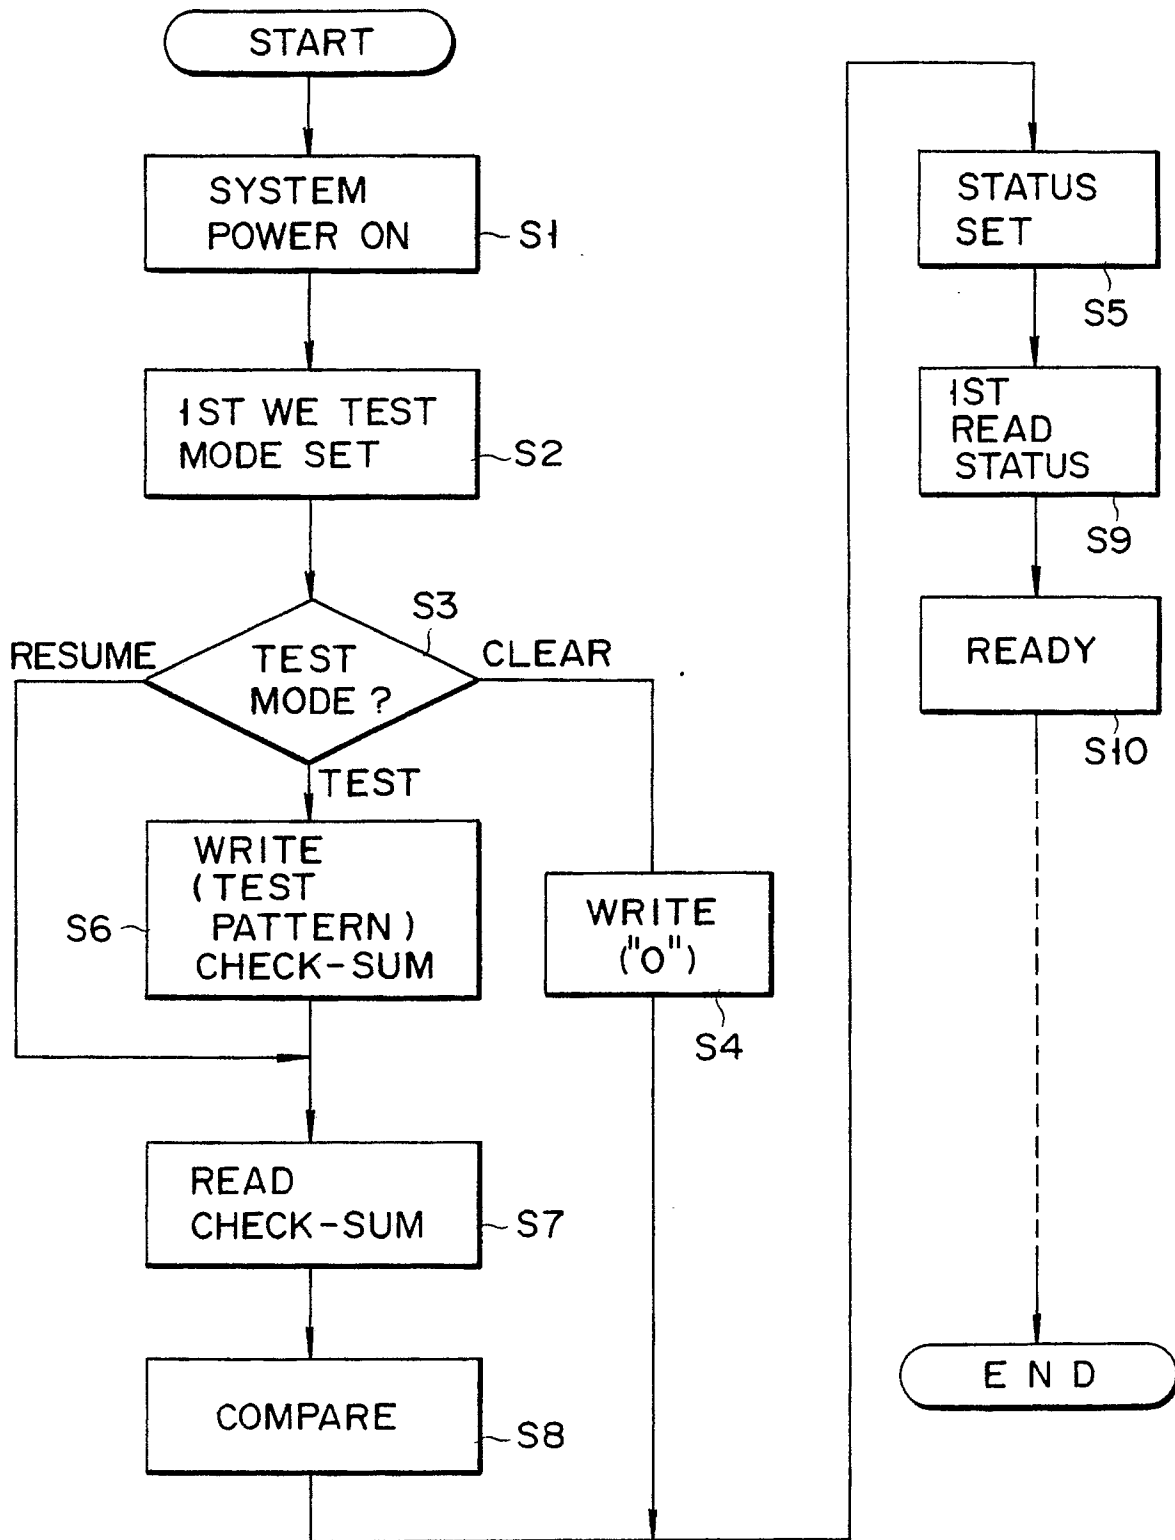 START
SYSTEM
POWER ON
S1
1ST WE TEST
MODE SET
S2
S3
RESUME
TEST
MODE?
CLEAR
TEST
WRITE
(TEST
PATTERN)
CHECK-SUM
S6
WRITE
("0")
S4
READ
CHECK-SUM
S7
COMPARE
S8
STATUS
SET
S5
1ST
READ
STATUS
S9
READY
S10
END